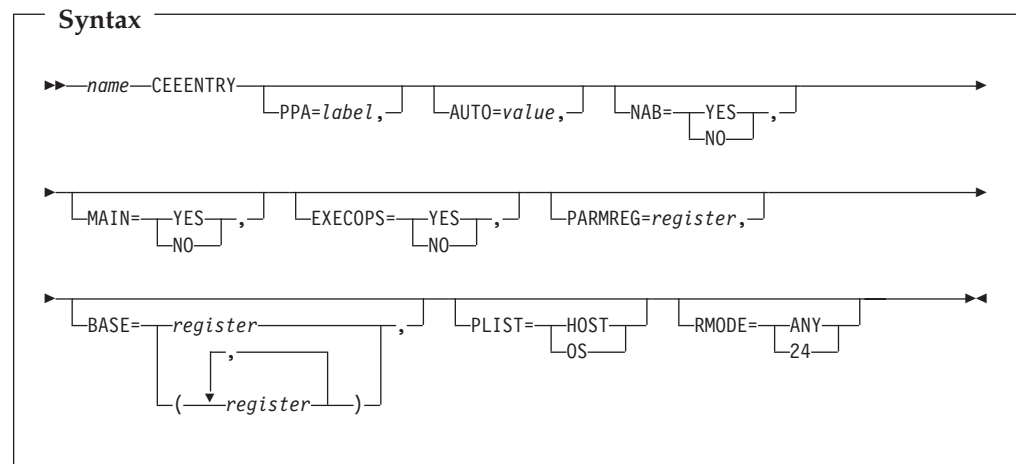 Syntax
name CEEENTRY PPA=label, AUTO=value, NAB= YES ,
NO
MAIN= YES , EXECOPS= YES , PARMREG=register,
NO NO
BASE= register , PLIST= HOST RMODE= ANY
OS 24
,
( register )